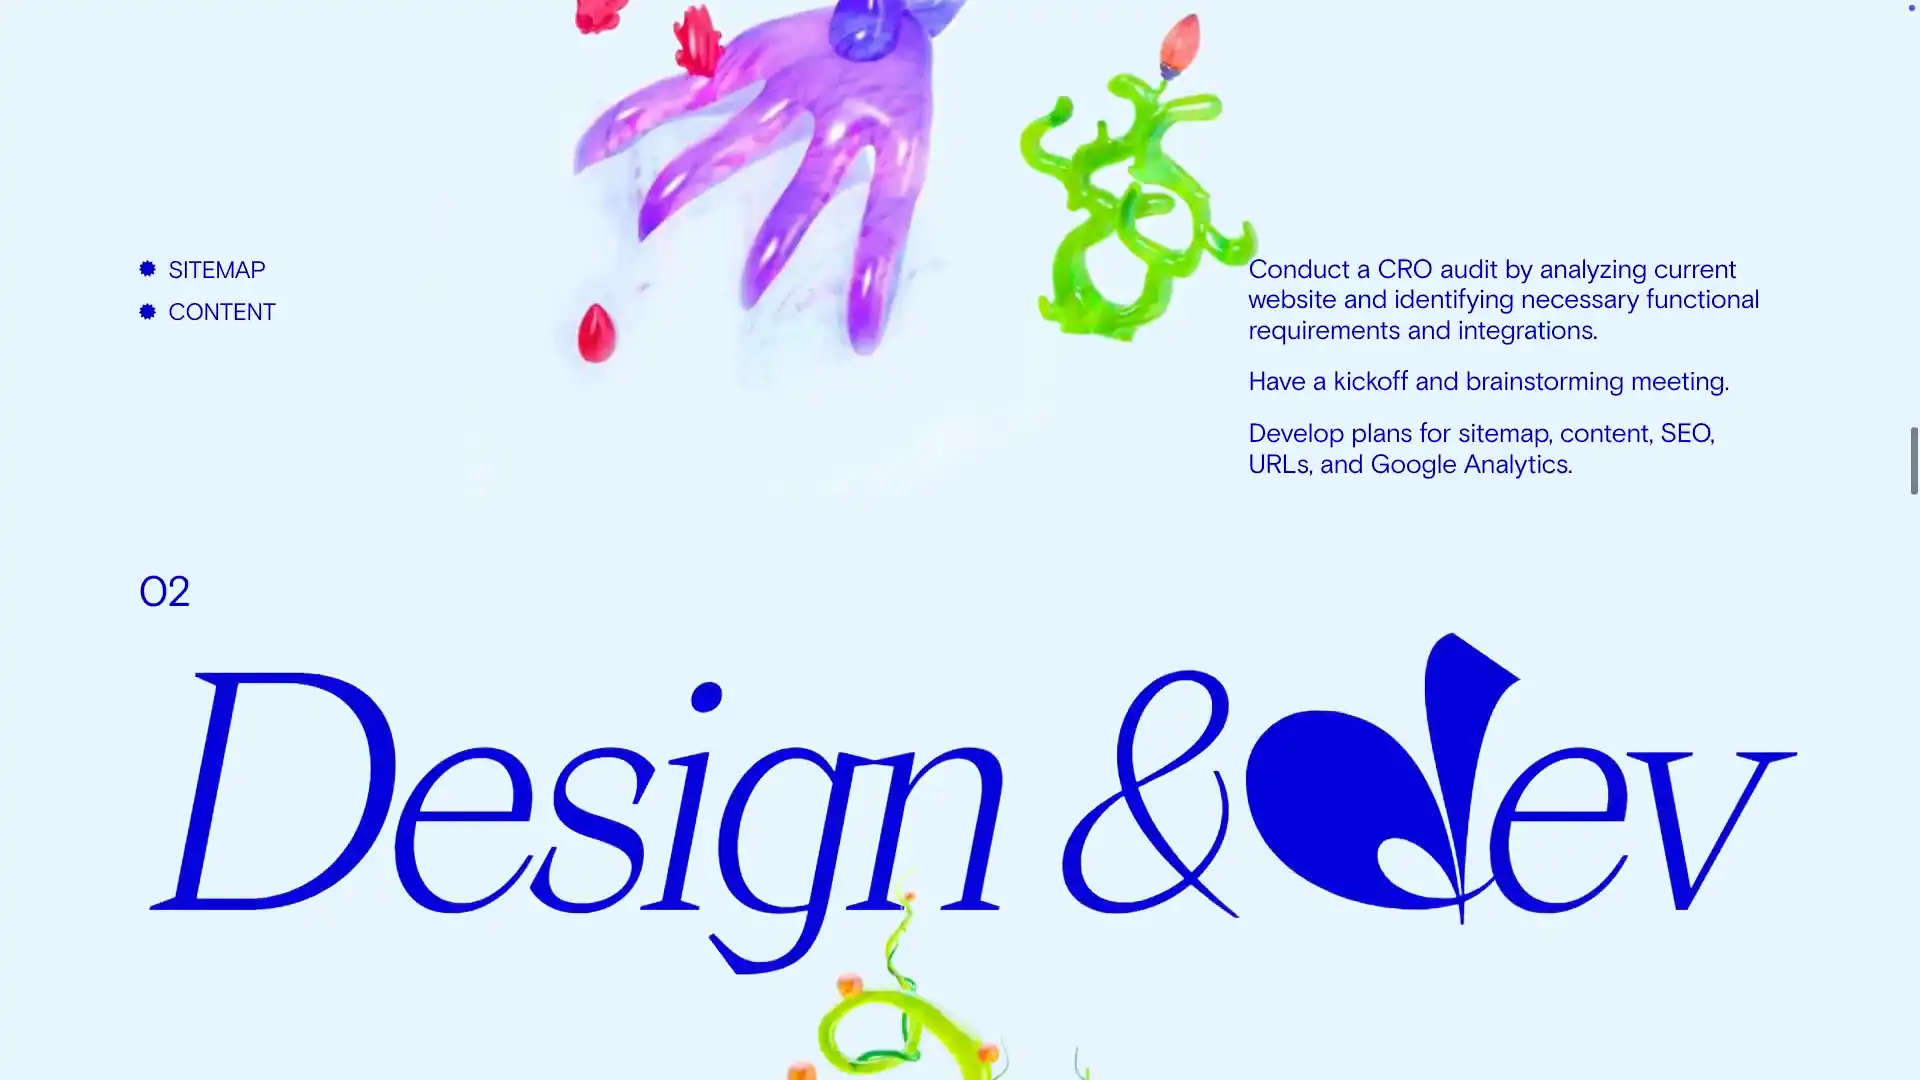 SITEMAP
CONTENT
Conduct a CRO audit by analyzing current
website and identifying necessary functional
requirements and integrations.
Have a kickoff and brainstorming meeting.
Develop plans for sitemap, content, SEO,
URLs, and Google Analytics.
02
Design & dev